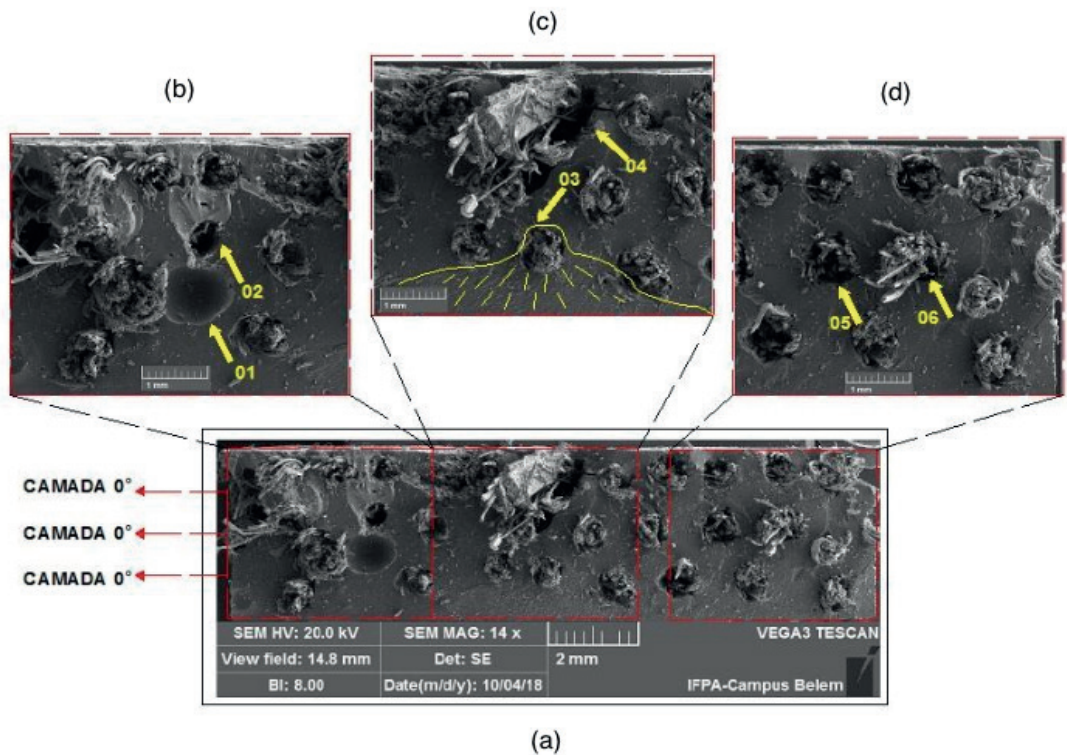 (c)
(b)
(d)
04
03
02
01
1 mm
1 mm
05
06
1 mm
CAMADA 0°
CAMADA 0°
CAMADA 0°
SEM HV: 20.0 kV
SEM MAG: 14 x
VEGA3 TESCAN
View field: 14.8 mm
Det: SE
2 mm
BI: 8.00
Date(m/d/y): 10/04/18
IFPA-Campus Belem
(a)